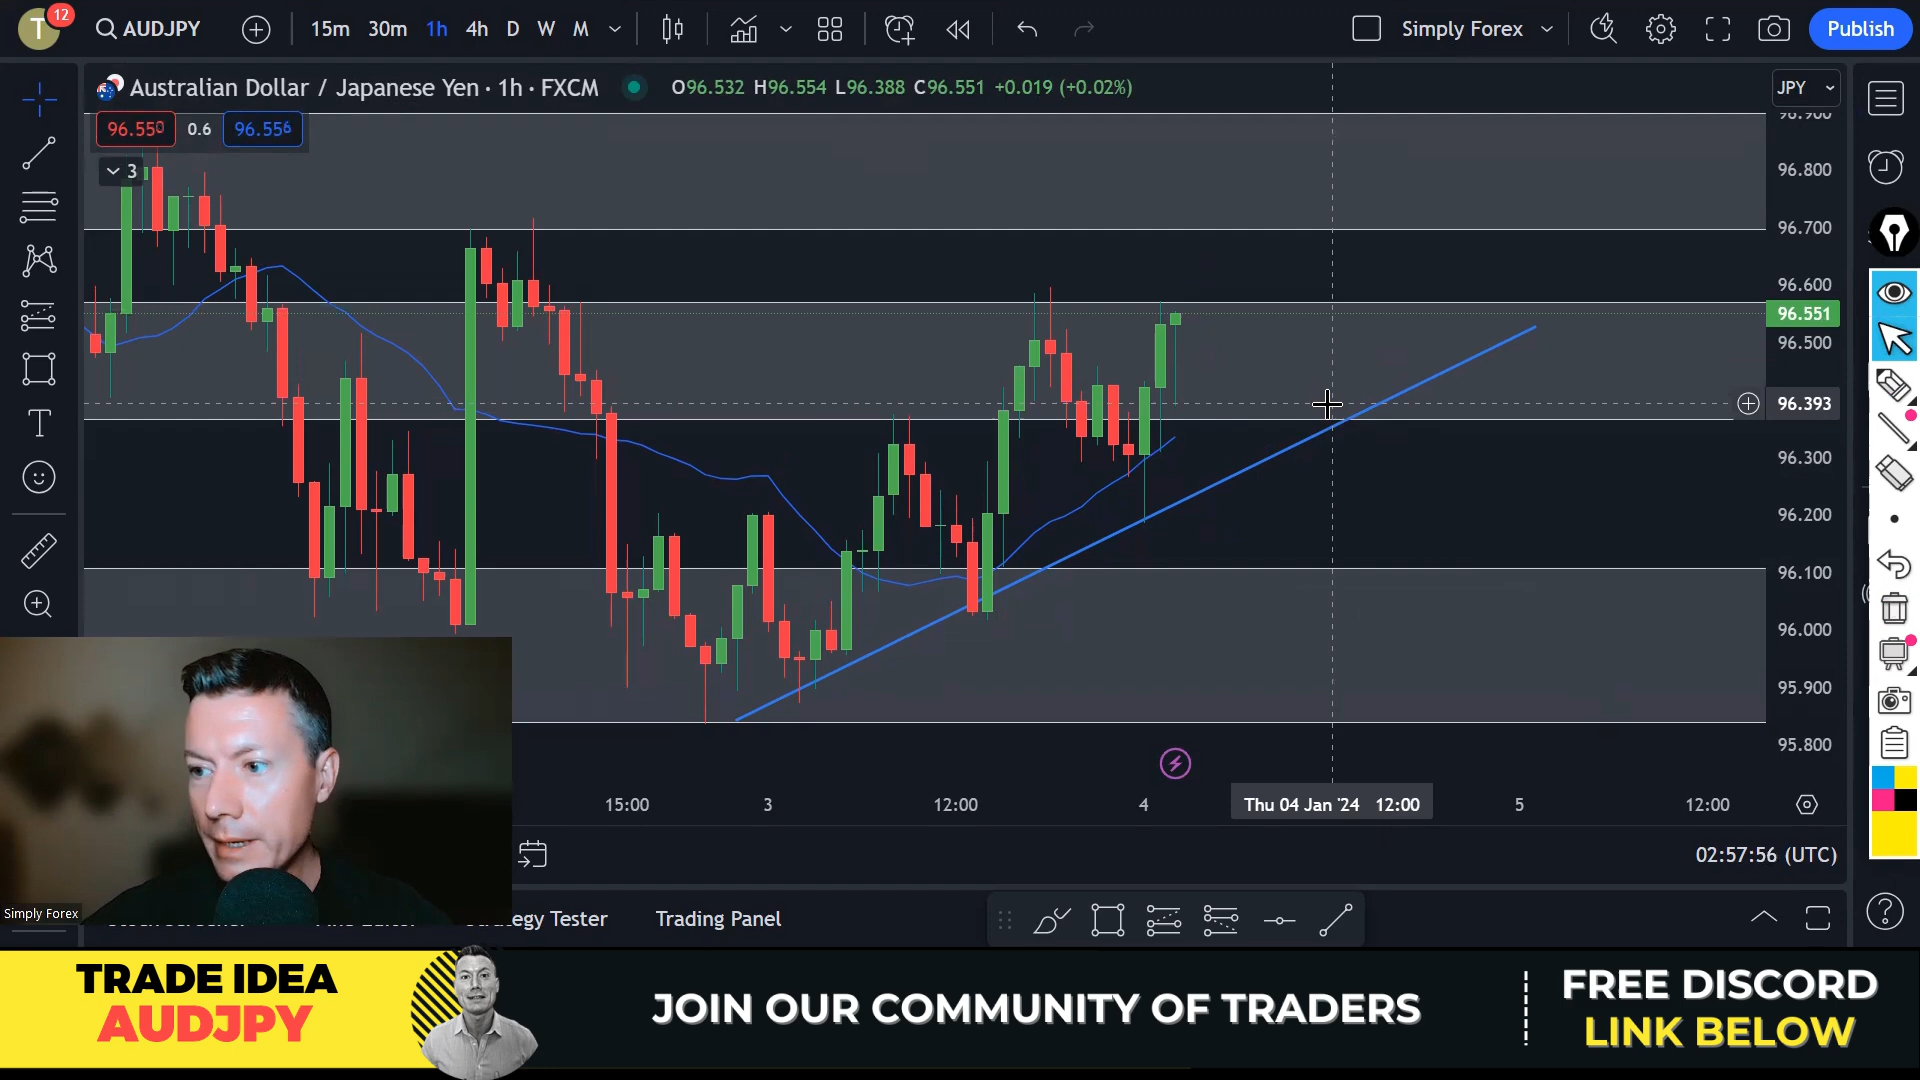 T
12
AUDJPY
15m 30m 1h 4h D W M
Simply Forex
Publish
Australian Dollar / Japanese Yen · 1h · FXCM
O96.532 H96.554 L96.388 C96.551 +0.019 (+0.02%)
JPY
96.550 0.6 96.556
3
96.900
96.800
96.700
96.600
96.551
96.500
96.393
96.300
96.200
96.100
96.000
95.900
95.800
15:00 3 12:00 4 Thu 04 Jan '24 12:00 5 12:00
02:57:56 (UTC)
Simply Forex
Tester
Trading Panel
TRADE IDEA
AUDJPY
JOIN OUR COMMUNITY OF TRADERS
FREE DISCORD
LINK BELOW